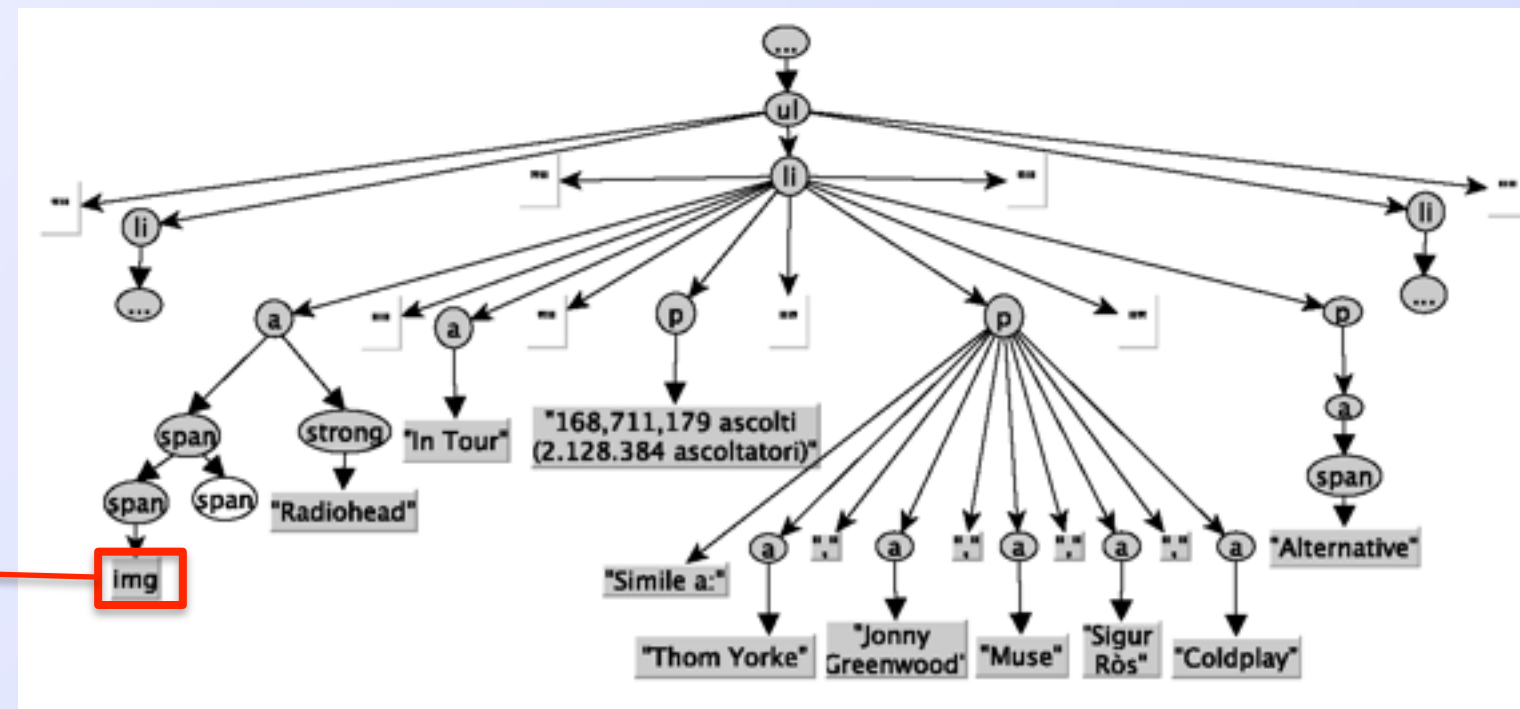 ...
ul
""
""
li
""
""
li
li
...
a
""
a
""
p
""
p
""
p
...
span
strong
"In Tour"
"168,711,179 ascolti
(2.128.384 ascoltatori)"
a
span
span
span
"Radiohead"
img
"Simile a:"
a
","
a
","
a
","
a
","
a
"Alternative"
"Thom Yorke"
"Jonny
Greenwood"
"Muse"
"Sigur
Ròs"
"Coldplay"